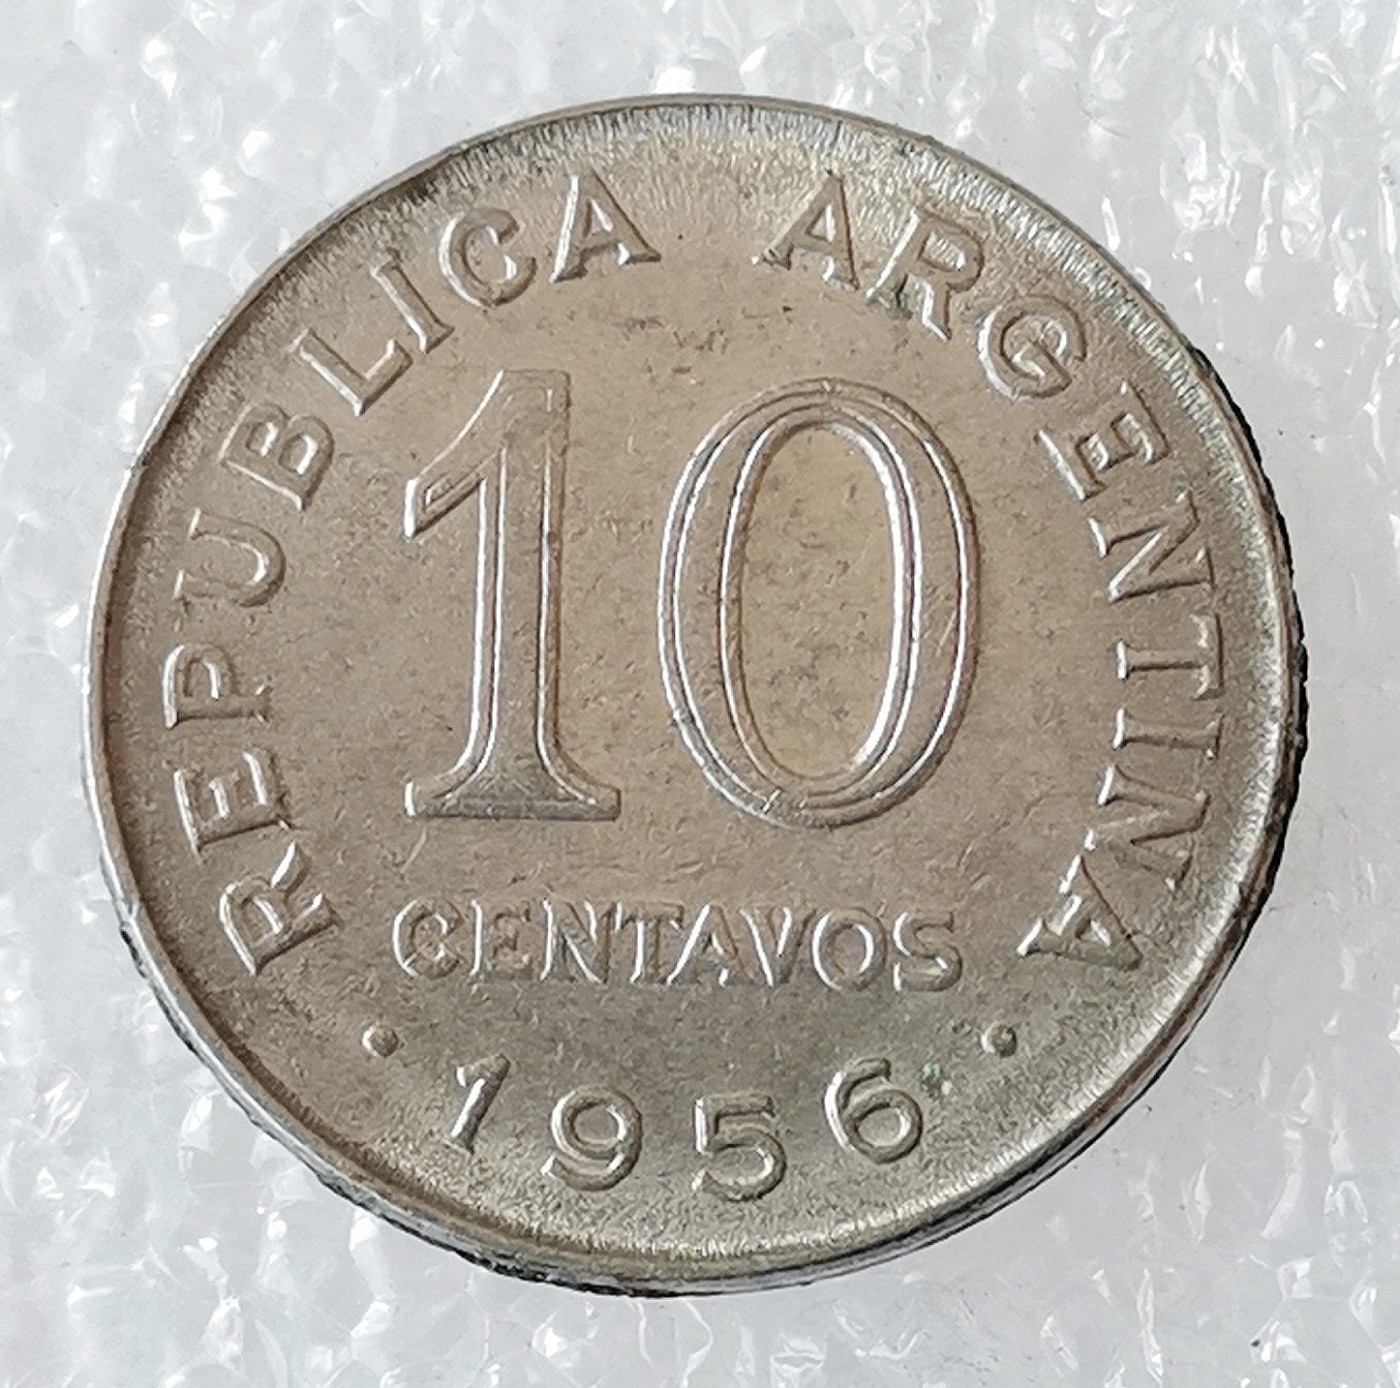 REPUBLICA ARGENTINA
10
CENTAVOS
· 1956 ·